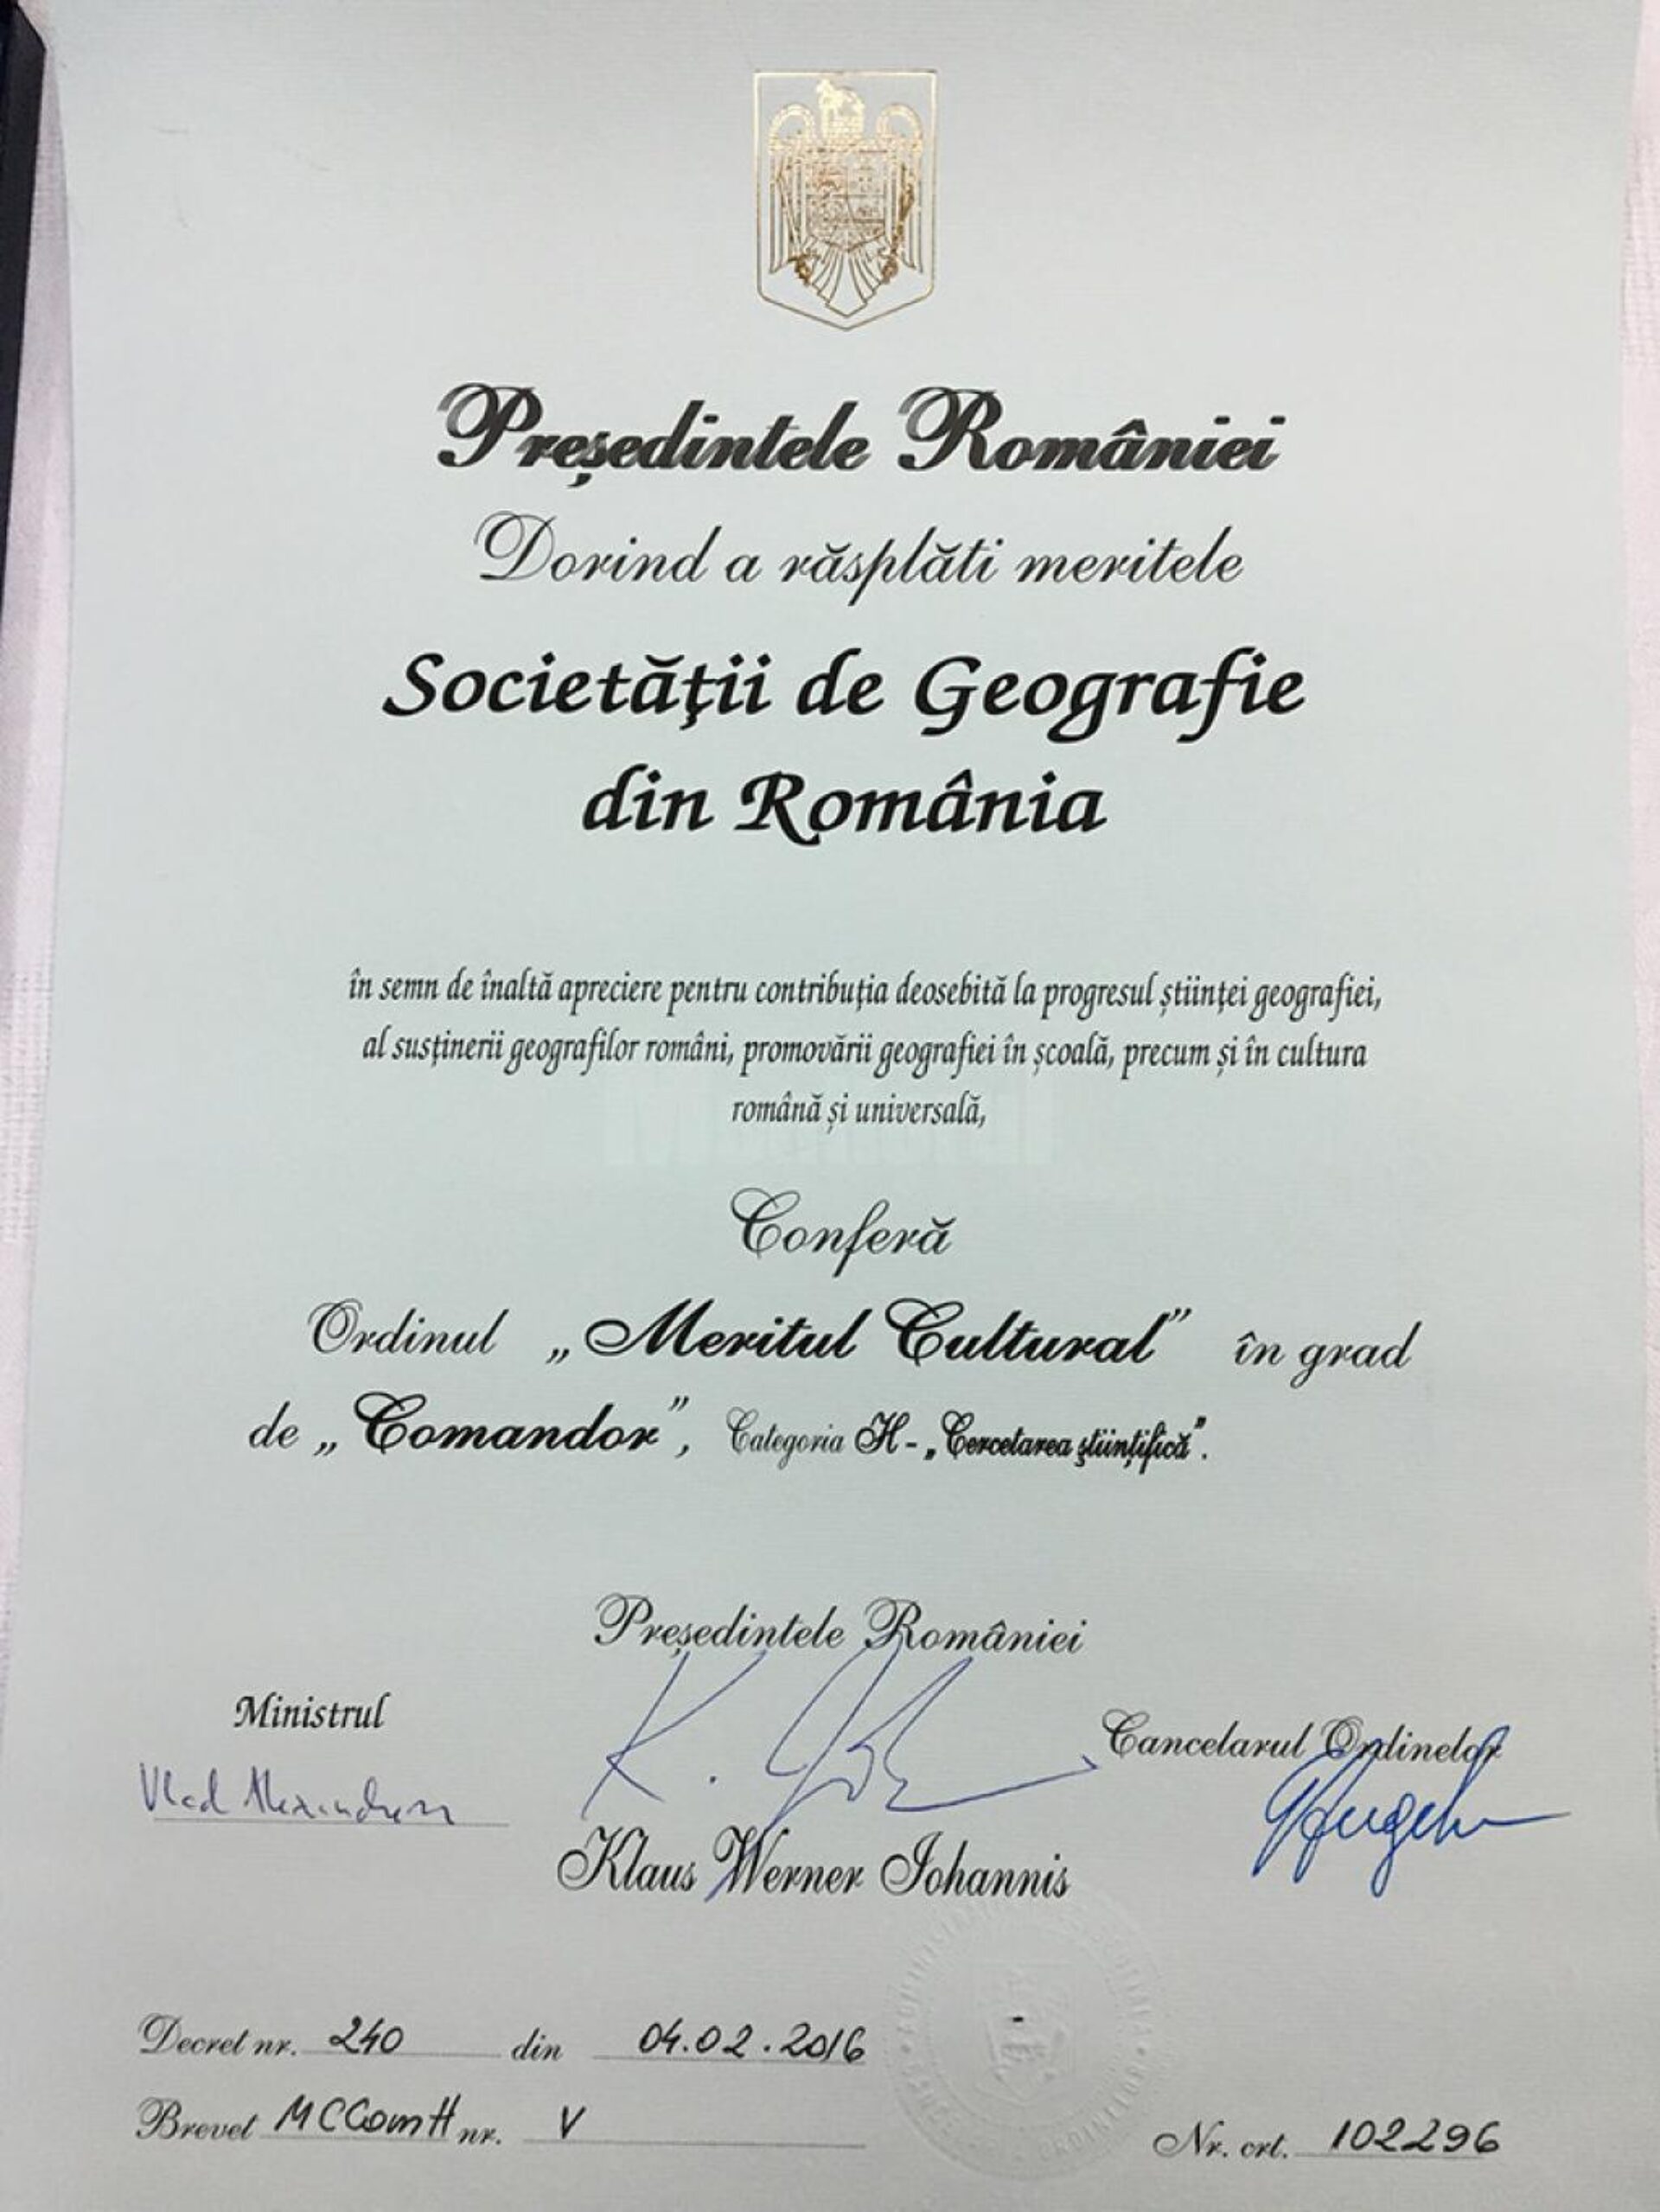 Președintele României
Dorind a răsplăti meritele
Societăţii de Geografie
din România
în semn de înaltă apreciere pentru contribuția deosebită la progresul științei geografiei,
al susținerii geografilor români, promovării geografiei în școală, precum și în cultura
română și universală,
Conferă
Ordinul „Meritul Cultural” în grad
de „Comandor”, Categoria H - „Cercetarea științifică”.
Președintele României
Ministrul
Cancelarul Ordinelor
Vlad Alexandrescu
Klaus Werner Iohannis
Decret nr. 240 din 04.02.2016
Brevet MCComH nr. V
Nr. crt. 102296